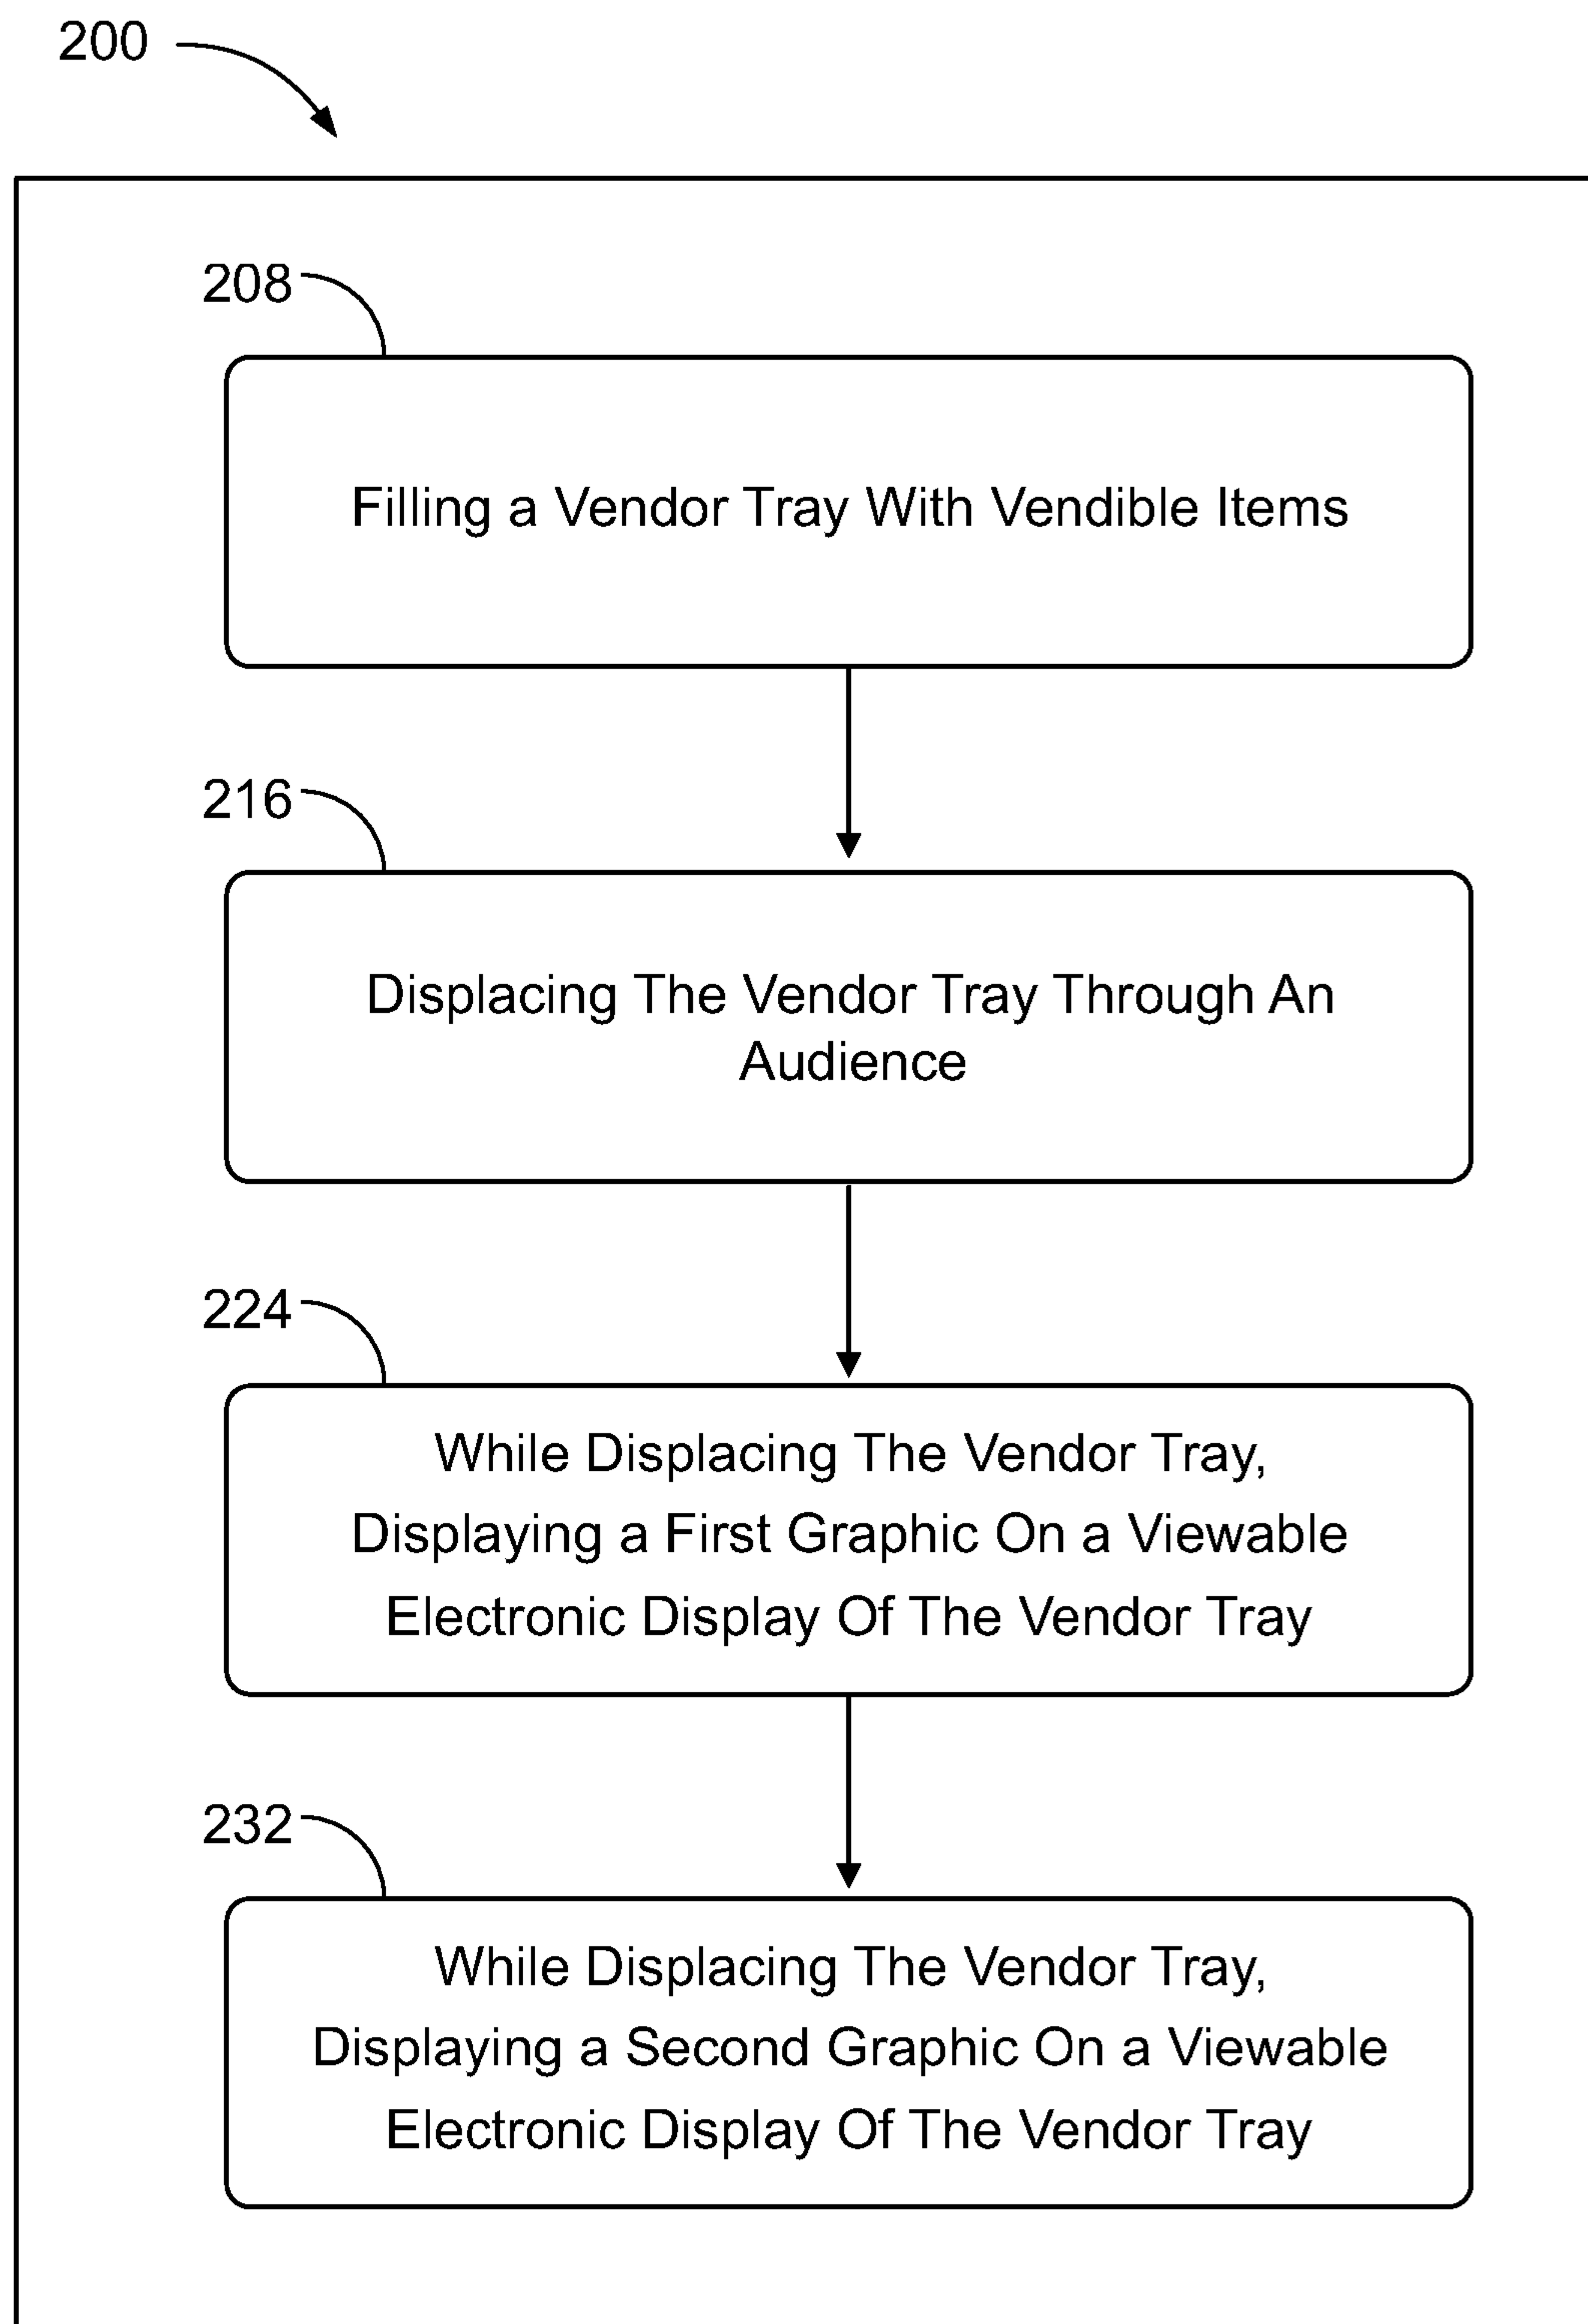 200
208
Filling a Vendor Tray With Vendible Items
216
Displacing The Vendor Tray Through An
Audience
224
While Displacing The Vendor Tray,
Displaying a First Graphic On a Viewable
Electronic Display Of The Vendor Tray
232
While Displacing The Vendor Tray,
Displaying a Second Graphic On a Viewable
Electronic Display Of The Vendor Tray